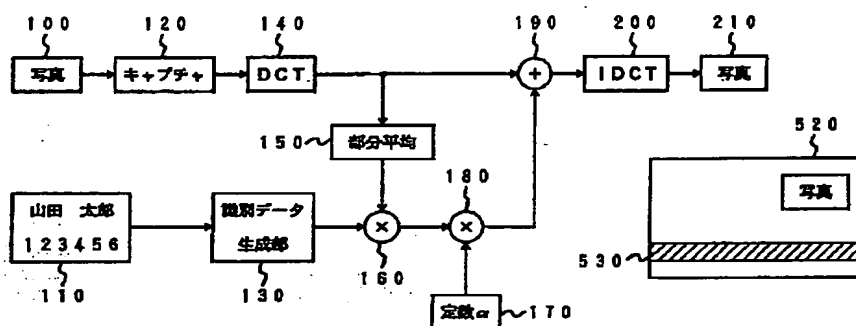 100 120 140 190 200 210
写真 キャプチャ DCT + IDCT 写真
150 部分平均 180 520
写真
山田 太郎 識別データ × ×
123456 生成部 160 530
110 130 定数α 170